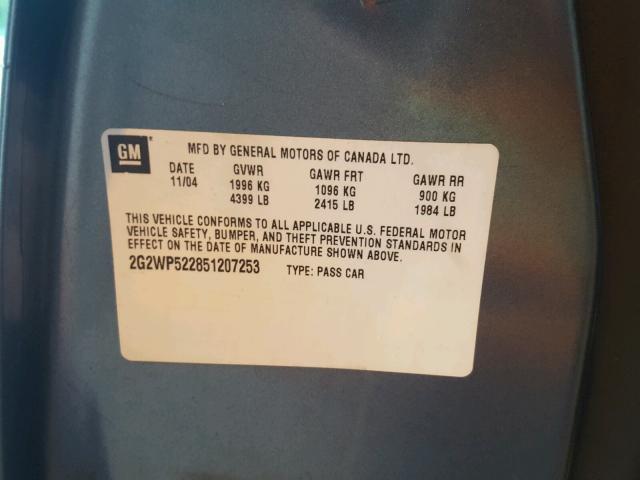 GM
MFD BY GENERAL MOTORS OF CANADA LTD.
DATE GVWR GAWR FRT GAWR RR
11/04 1996 KG 1096 KG 900 KG
4399 LB 2415 LB 1984 LB
THIS VEHICLE CONFORMS TO ALL APPLICABLE U.S. FEDERAL MOTOR
VEHICLE SAFETY, BUMPER, AND THEFT PREVENTION STANDARDS IN
EFFECT ON THE DATE OF MANUFACTURE SHOWN ABOVE.
2G2WP522851207253 TYPE: PASS CAR